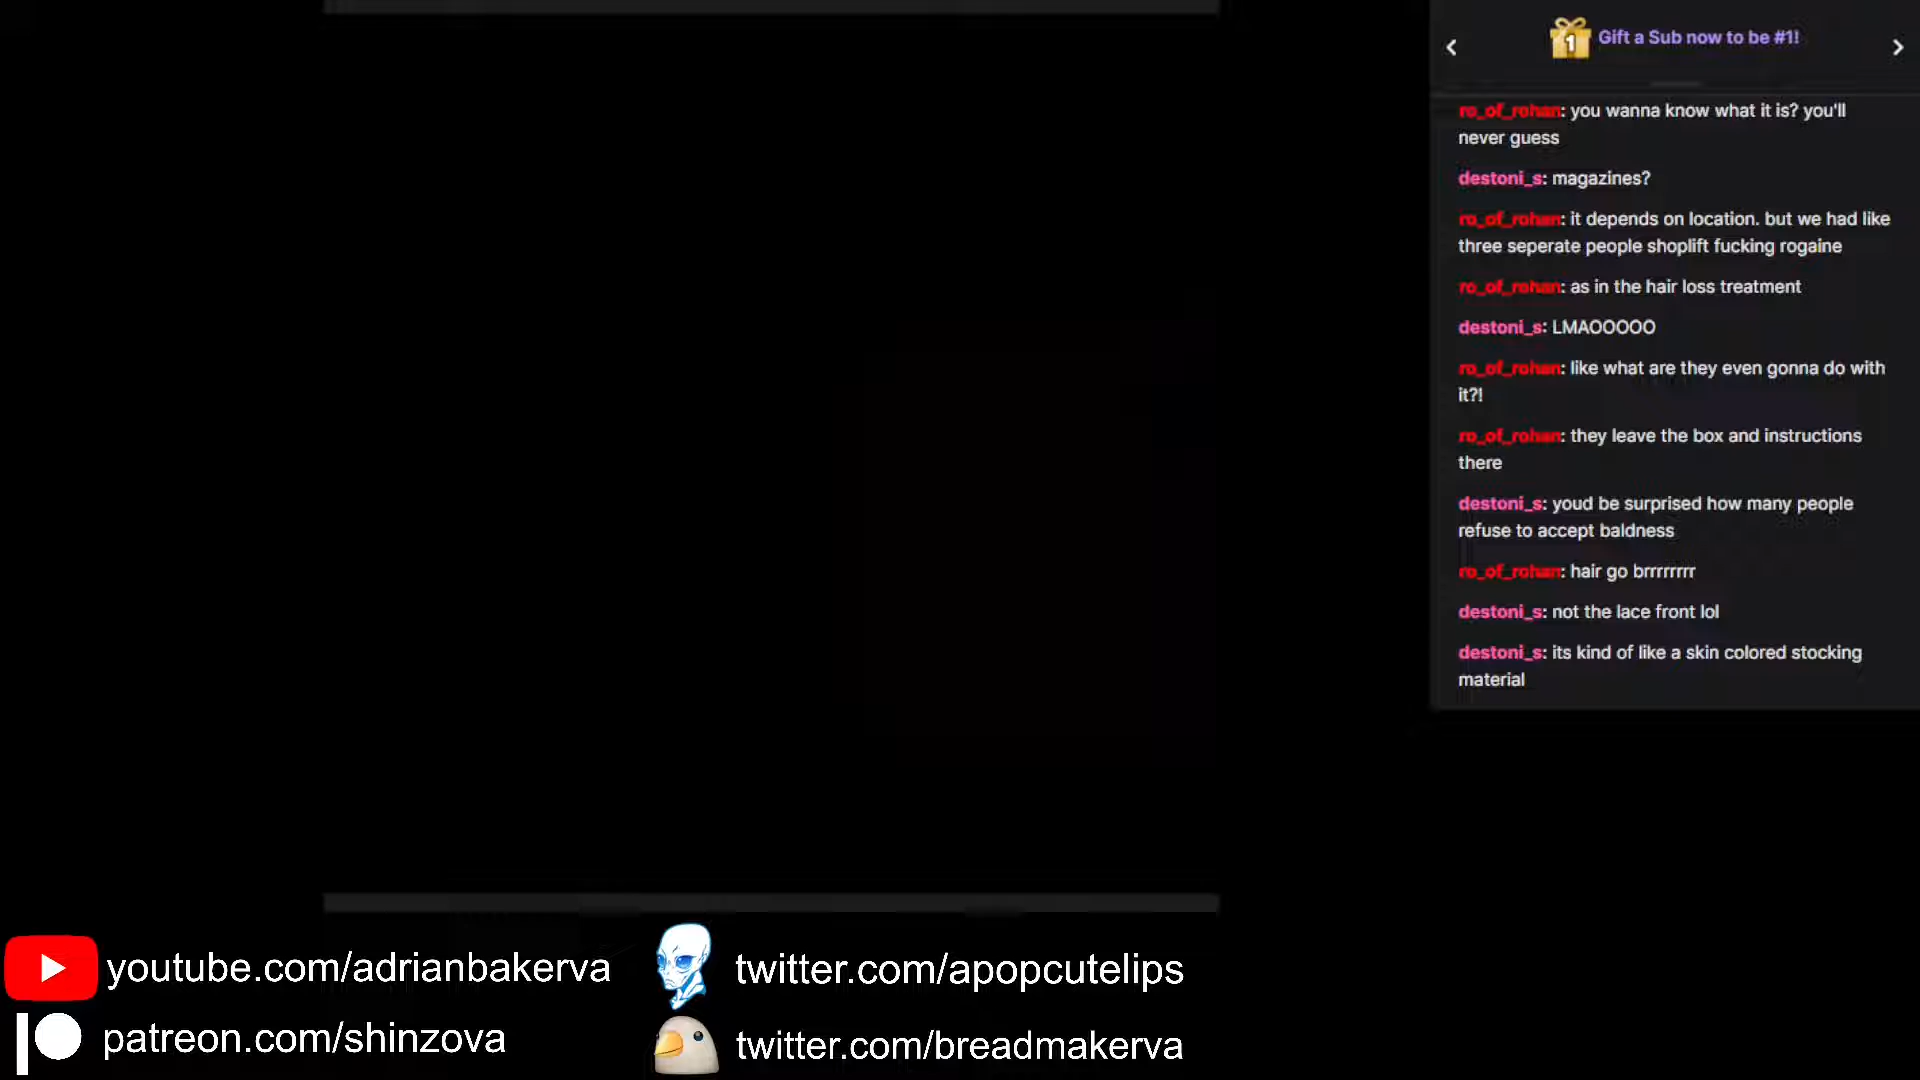 1 Gift a Sub now to be #1!
ro_of_rohan: you wanna know what it is? you'll
never guess
destoni_s: magazines?
ro_of_rohan: it depends on location. but we had like
three seperate people shoplift fucking rogaine
ro_of_rohan: as in the hair loss treatment
destoni_s: LMAOOOOO
ro_of_rohan: like what are they even gonna do with
it?!
ro_of_rohan: they leave the box and instructions
there
destoni_s: youd be surprised how many people
refuse to accept baldness
ro_of_rohan: hair go brrrrrrrr
destoni_s: not the lace front lol
destoni_s: its kind of like a skin colored stocking
material
youtube.com/adrianbakerva
twitter.com/apopcutelips
patreon.com/shinzova
twitter.com/breadmakerva